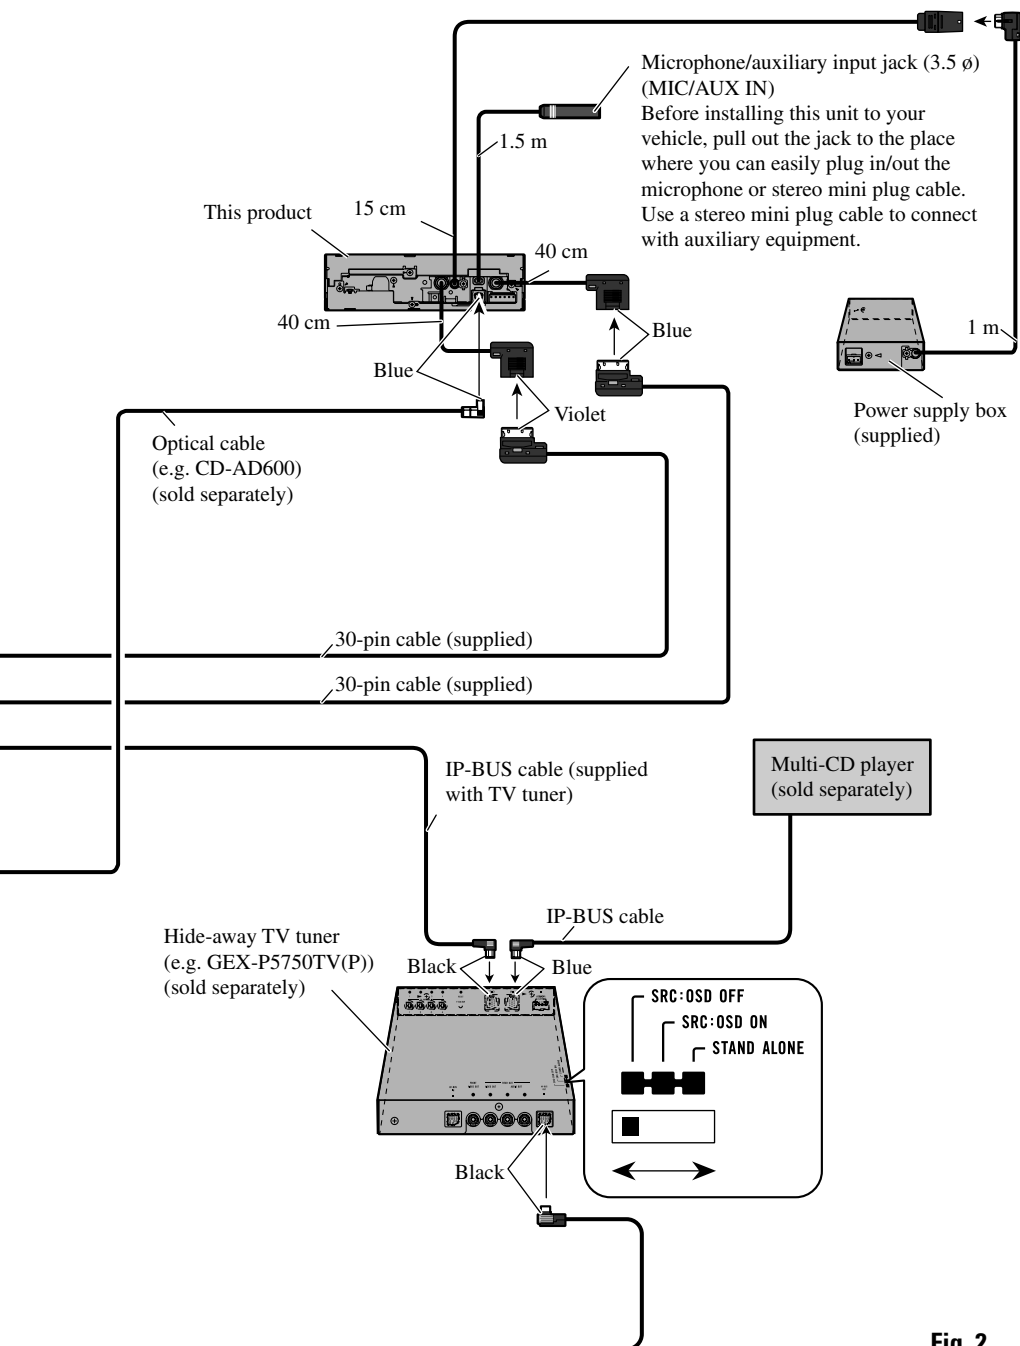 Microphone/auxiliary input jack (3.5 ø)
(MIC/AUX IN)
Before installing this unit to your
vehicle, pull out the jack to the place
where you can easily plug in/out the
microphone or stereo mini plug cable.
Use a stereo mini plug cable to connect
with auxiliary equipment.
1.5 m
This product
15 cm
40 cm
40 cm
Blue
1 m
Blue
Violet
Power supply box
(supplied)
Optical cable
(e.g. CD-AD600)
(sold separately)
30-pin cable (supplied)
30-pin cable (supplied)
IP-BUS cable (supplied
with TV tuner)
Multi-CD player
(sold separately)
IP-BUS cable
Hide-away TV tuner
(e.g. GEX-P5750TV(P))
(sold separately)
Black
Blue
SRC:OSD OFF
SRC:OSD ON
STAND ALONE
Black
Fig. 2